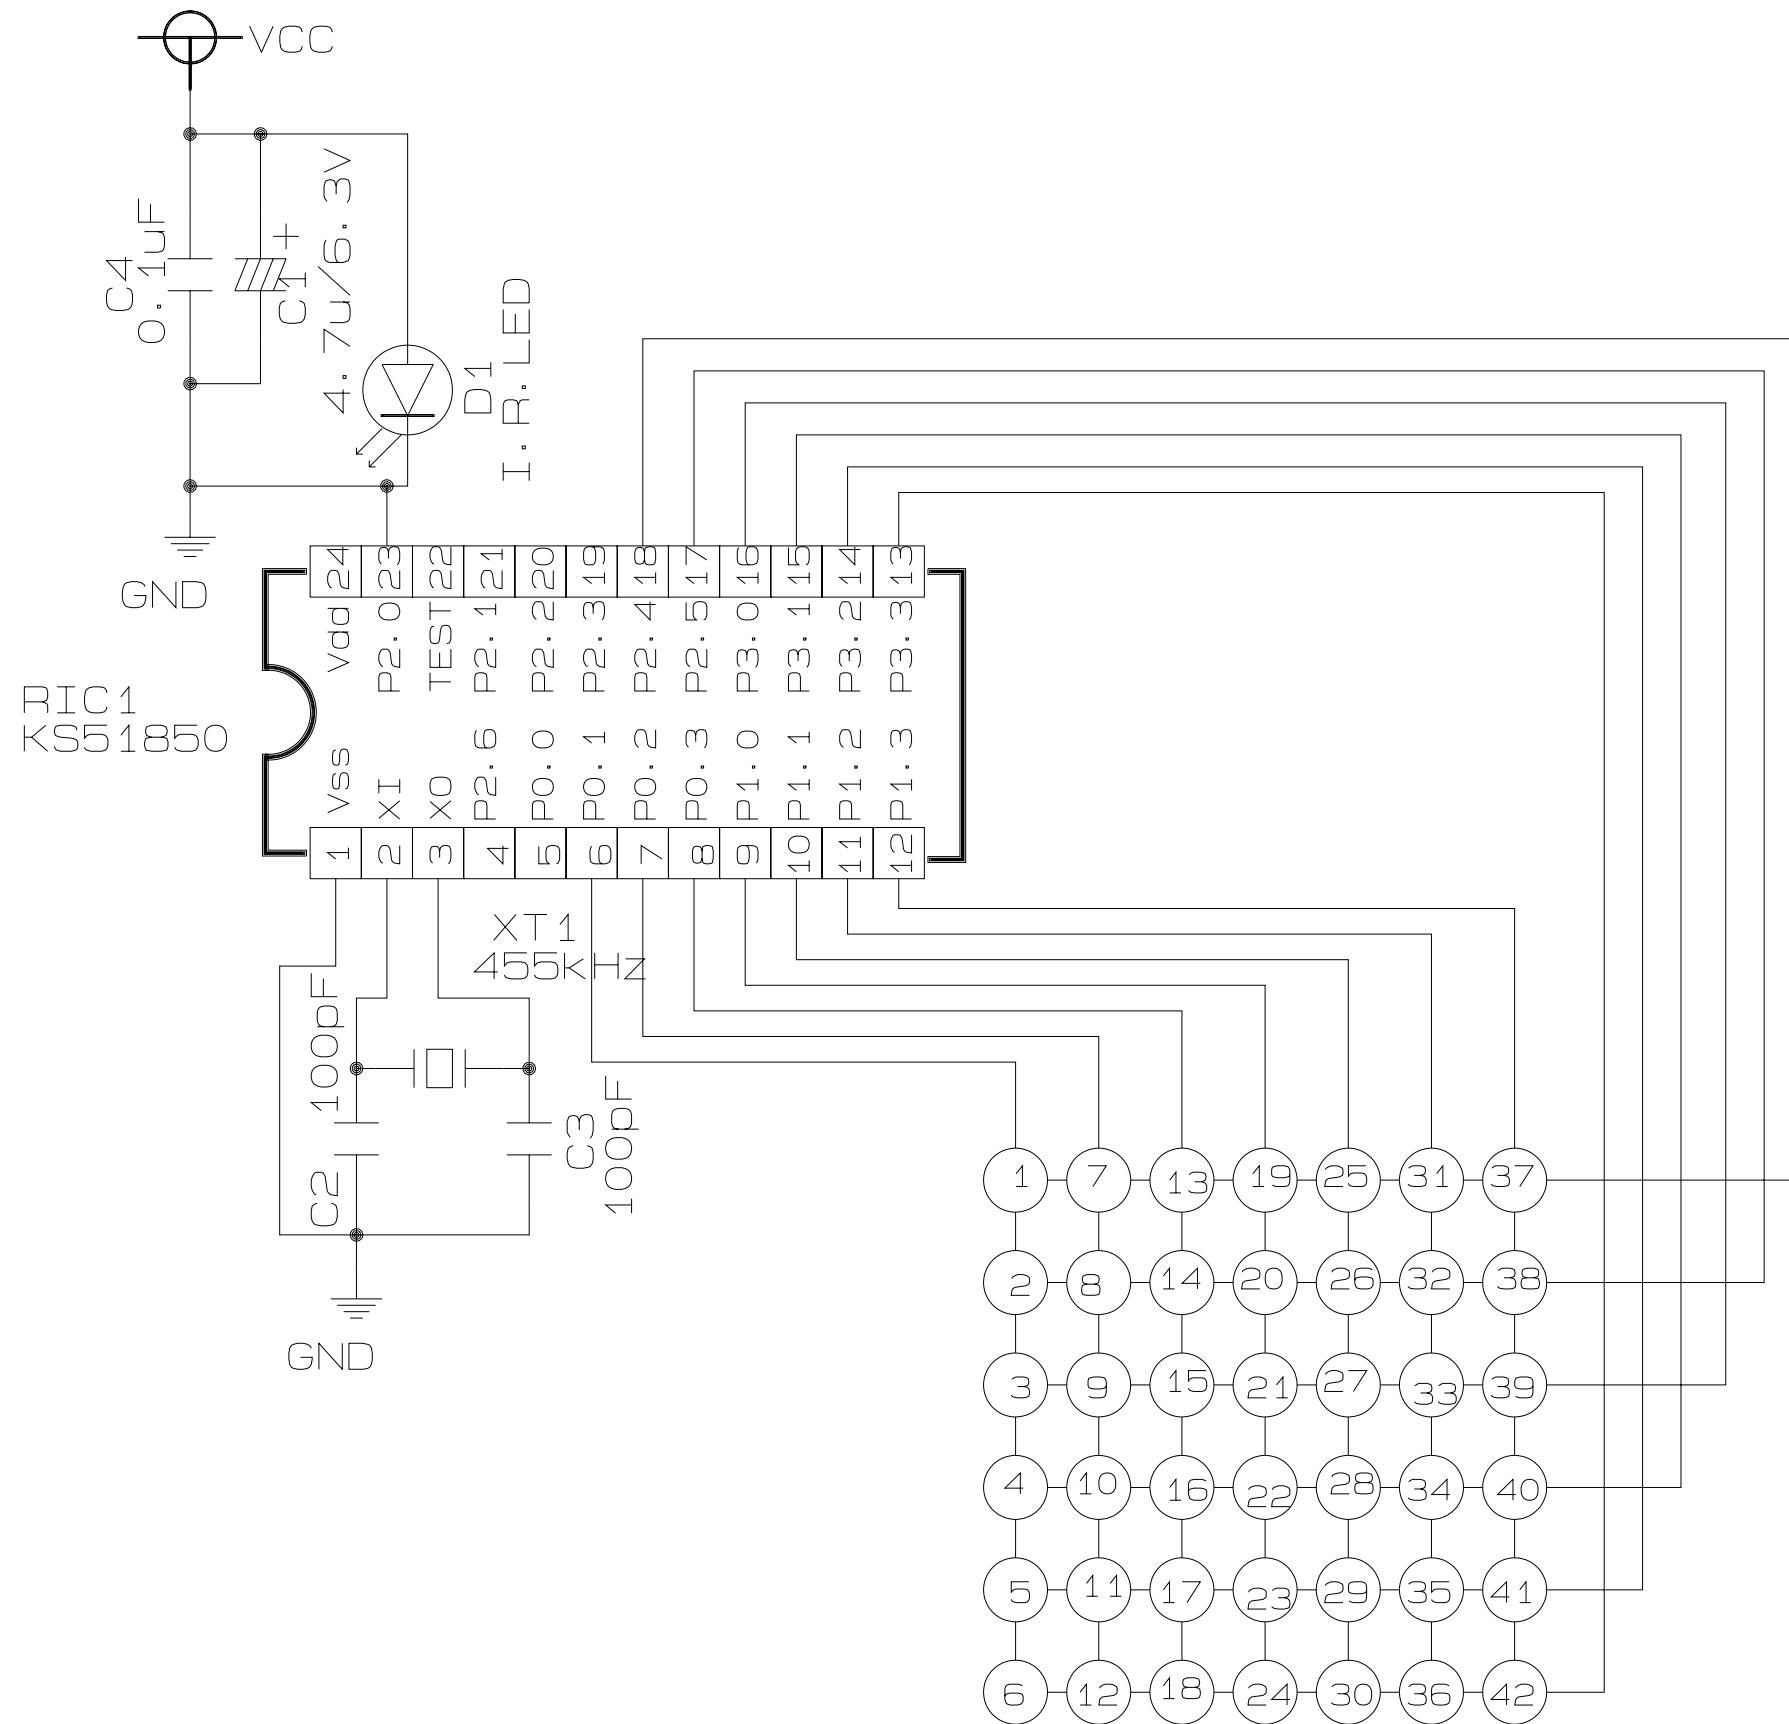 VCC
C4
0.1uF
C1
+
4.7u/6.3V
D1
I.R.LED
GND
RIC1
KS51850
24 23 22 21 20 19 18 17 16 15 14 13
Vdd P2.0 TEST P2.1 P2.2 P2.3 P2.4 P2.5 P3.0 P3.1 P3.2 P3.3
Vss XI XO P2.6 P0.0 P0.1 P0.2 P0.3 P1.0 P1.1 P1.2 P1.3
1 2 3 4 5 6 7 8 9 10 11 12
XT1
455kHz
100pF
C2
C3
100pF
GND
1 7 13 19 25 31 37
2 8 14 20 26 32 38
3 9 15 21 27 33 39
4 10 16 22 28 34 40
5 11 17 23 29 35 41
6 12 18 24 30 36 42